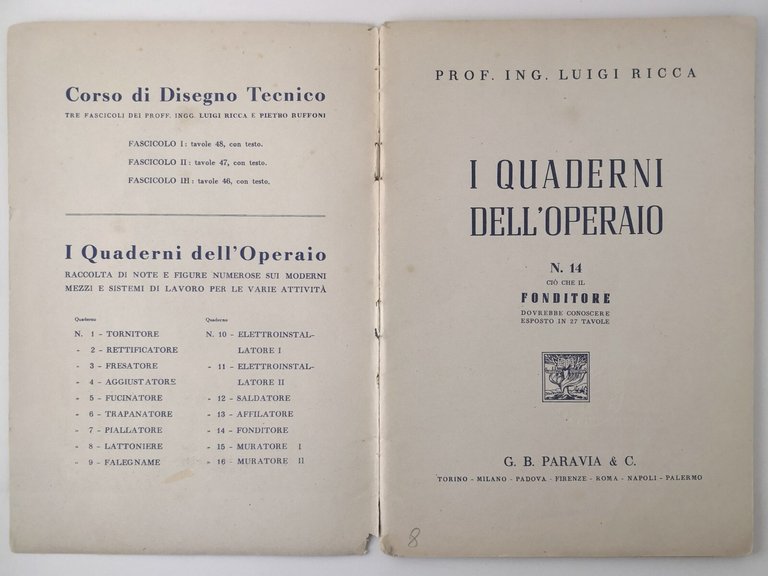 Corso di Disegno Tecnico
TRE FASCICOLI DEI PROFF. INGG. LUIGI RICCA E PIETRO RUFFONI
FASCICOLO I: tavole 48, con testo.
FASCICOLO II: tavole 47, con testo.
FASCICOLO III: tavole 46, con testo.
I Quaderni dell'Operaio
RACCOLTA DI NOTE E FIGURE NUMEROSE SUI MODERNI
MEZZI E SISTEMI DI LAVORO PER LE VARIE ATTIVITÀ
Quaderno
N. 1 - TORNITORE
" 2 - RETTIFICATORE
" 3 - FRESATORE
" 4 - AGGIUSTATORE
" 5 - FUCINATORE
" 6 - TRAPANATORE
" 7 - PIALLATORE
" 8 - LATTONIERE
" 9 - FALEGNAME
Quaderno
N. 10 - ELETTROINSTAL-
LATORE I
" 11 - ELETTROINSTAL-
LATORE II
" 12 - SALDATORE
" 13 - AFFILATORE
" 14 - FONDITORE
" 15 - MURATORE I
" 16 - MURATORE II
PROF. ING. LUIGI RICCA
I QUADERNI
DELL'OPERAIO
N. 14
CIÒ CHE IL
FONDITORE
DOVREBBE CONOSCERE
ESPOSTO IN 27 TAVOLE
G. B. PARAVIA & C.
TORINO - MILANO - PADOVA - FIRENZE - ROMA - NAPOLI - PALERMO
8